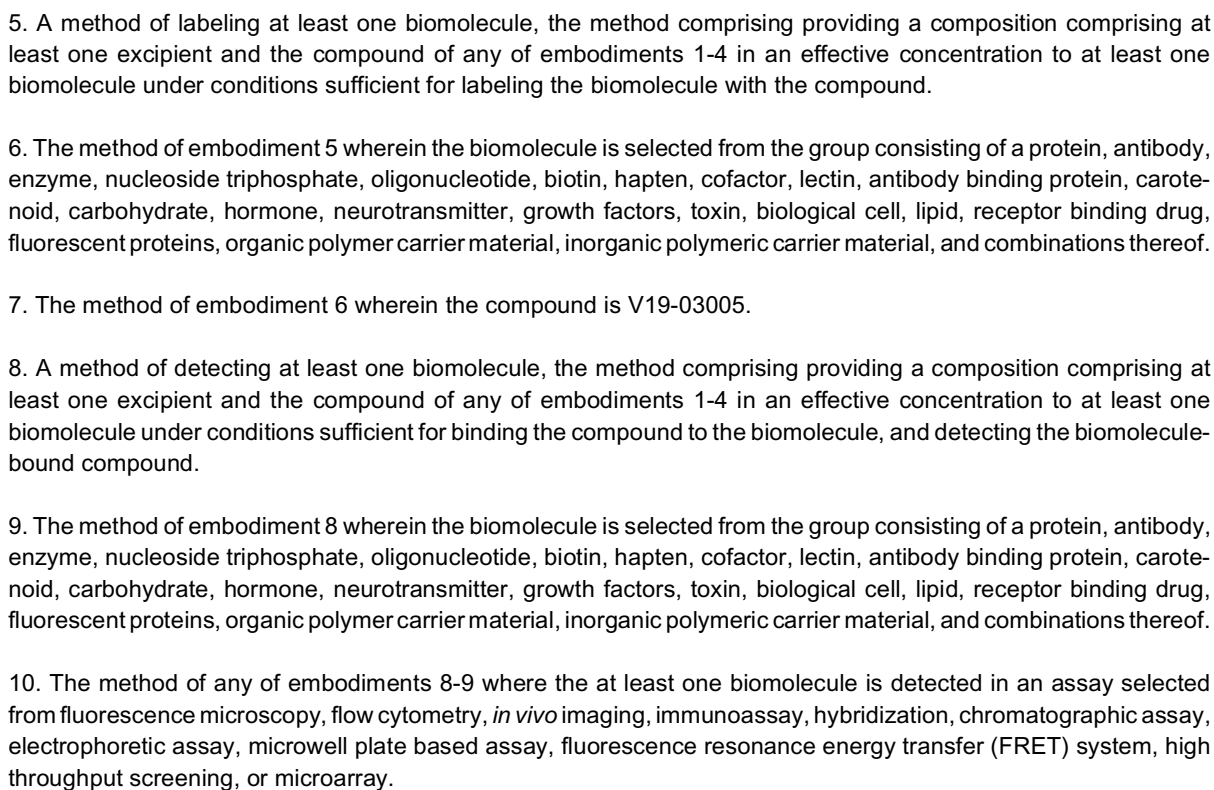 5. A method of labeling at least one biomolecule, the method comprising providing a composition comprising at
least one excipient and the compound of any of embodiments 1-4 in an effective concentration to at least one
biomolecule under conditions sufficient for labeling the biomolecule with the compound.
6. The method of embodiment 5 wherein the biomolecule is selected from the group consisting of a protein, antibody,
enzyme, nucleoside triphosphate, oligonucleotide, biotin, hapten, cofactor, lectin, antibody binding protein, carote-
noid, carbohydrate, hormone, neurotransmitter, growth factors, toxin, biological cell, lipid, receptor binding drug,
fluorescent proteins, organic polymer carrier material, inorganic polymeric carrier material, and combinations thereof.
7. The method of embodiment 6 wherein the compound is V19-03005.
8. A method of detecting at least one biomolecule, the method comprising providing a composition comprising at
least one excipient and the compound of any of embodiments 1-4 in an effective concentration to at least one
biomolecule under conditions sufficient for binding the compound to the biomolecule, and detecting the biomolecule-
bound compound.
9. The method of embodiment 8 wherein the biomolecule is selected from the group consisting of a protein, antibody,
enzyme, nucleoside triphosphate, oligonucleotide, biotin, hapten, cofactor, lectin, antibody binding protein, carote-
noid, carbohydrate, hormone, neurotransmitter, growth factors, toxin, biological cell, lipid, receptor binding drug,
fluorescent proteins, organic polymer carrier material, inorganic polymeric carrier material, and combinations thereof.
10. The method of any of embodiments 8-9 where the at least one biomolecule is detected in an assay selected
from fluorescence microscopy, flow cytometry, in vivo imaging, immunoassay, hybridization, chromatographic assay,
electrophoretic assay, microwell plate based assay, fluorescence resonance energy transfer (FRET) system, high
throughput screening, or microarray.